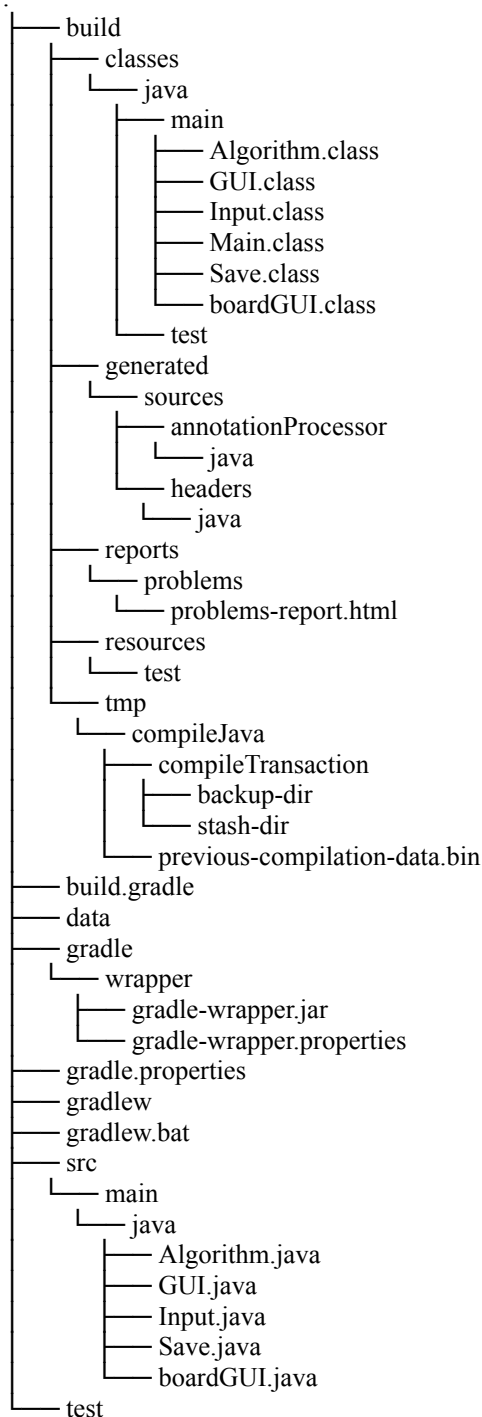 .
build
classes
java
main
Algorithm.class
GUI.class
Input.class
Main.class
Save.class
boardGUI.class
test
generated
sources
annotationProcessor
java
headers
java
reports
problems
problems-report.html
resources
test
tmp
compileJava
compileTransaction
backup-dir
stash-dir
previous-compilation-data.bin
build.gradle
data
gradle
wrapper
gradle-wrapper.jar
gradle-wrapper.properties
gradle.properties
gradlew
gradlew.bat
src
main
java
Algorithm.java
GUI.java
Input.java
Save.java
boardGUI.java
test